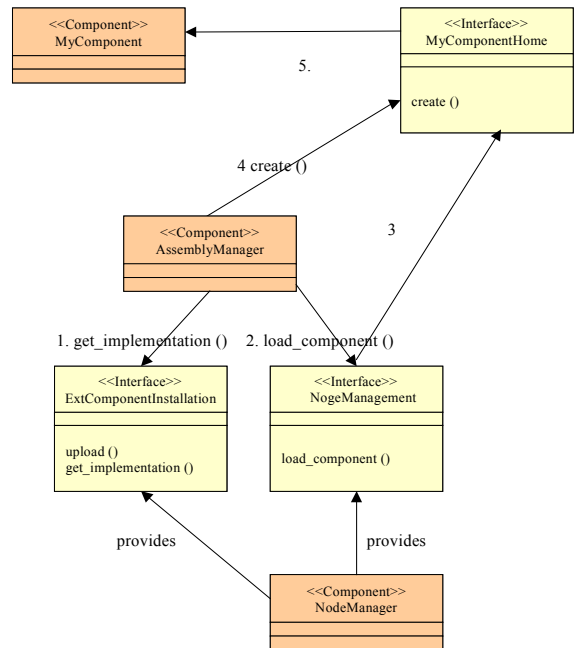 <<Component>>
MyComponent
<<Interface>>
MyComponentHome
create ()
5.
4 create ()
3
<<Component>>
AssemblyManager
1. get_implementation ()
2. load_component ()
<<Interface>>
ExtComponentInstallation
upload ()
get_implementation ()
<<Interface>>
NogeManagement
load_component ()
provides
provides
<<Component>>
NodeManager